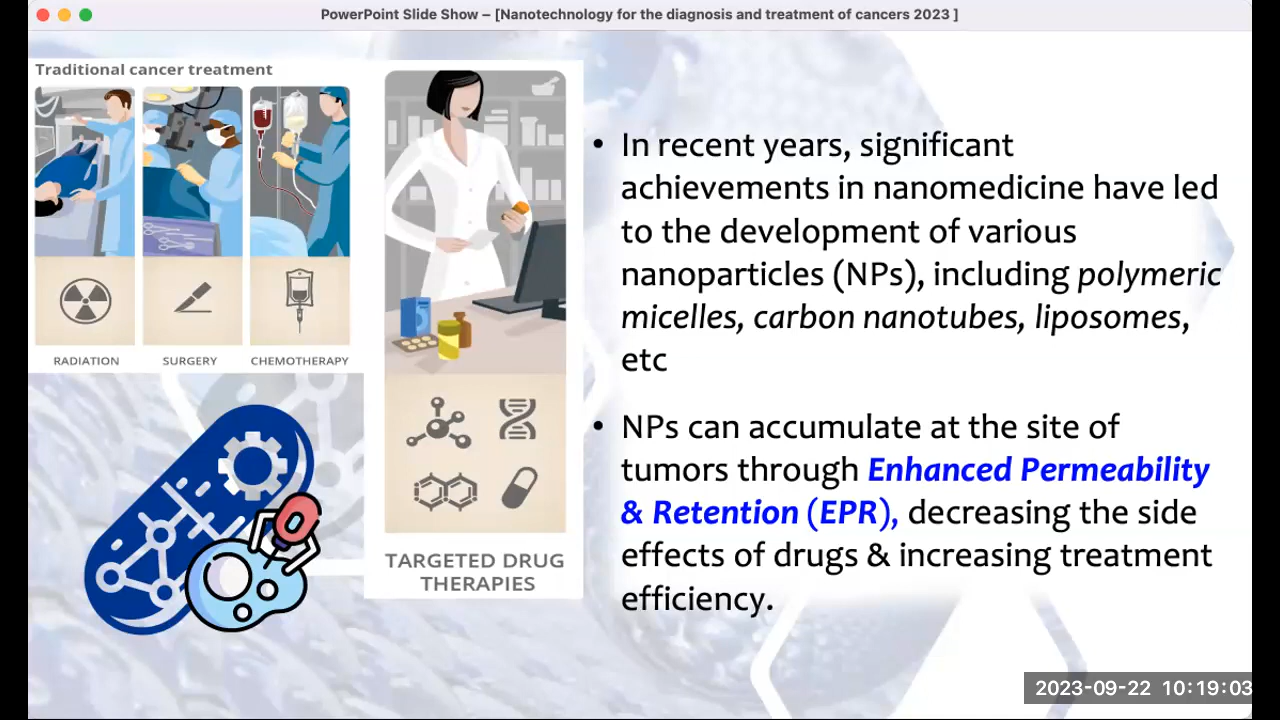 PowerPoint Slide Show – [Nanotechnology for the diagnosis and treatment of cancers 2023 ]
Traditional cancer treatment
RADIATION
SURGERY
CHEMOTHERAPY
TARGETED DRUG
THERAPIES
• In recent years, significant
achievements in nanomedicine have led
to the development of various
nanoparticles (NPs), including polymeric
micelles, carbon nanotubes, liposomes,
etc
• NPs can accumulate at the site of
tumors through Enhanced Permeability
& Retention (EPR), decreasing the side
effects of drugs & increasing treatment
efficiency.
2023-09-22 10:19:03